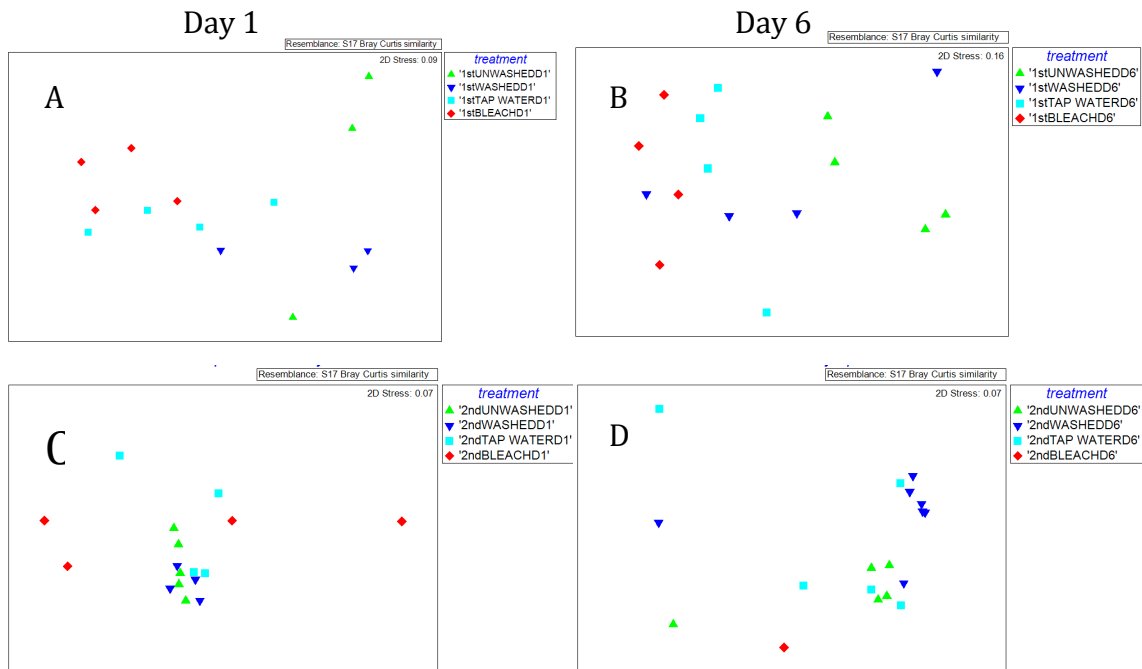 Day 1
Day 6
Resemblance: S17 Bray Curtis similarity
2D Stress: 0.09
A
treatment
'1stUNWASHEDD1'
'1stWASHEDD1'
'1stTAP WATERD1'
'1stBLEACHD1'
Resemblance: S17 Bray Curtis similarity
2D Stress: 0.16
B
treatment
'1stUNWASHEDD6'
'1stWASHEDD6'
'1stTAP WATERD6'
'1stBLEACHD6'
Resemblance: S17 Bray Curtis similarity
2D Stress: 0.07
C
treatment
'2ndUNWASHEDD1'
'2ndWASHEDD1'
'2ndTAP WATERD1'
'2ndBLEACHD1'
Resemblance: S17 Bray Curtis similarity
2D Stress: 0.07
D
treatment
'2ndUNWASHEDD6'
'2ndWASHEDD6'
'2ndTAP WATERD6'
'2ndBLEACHD6'